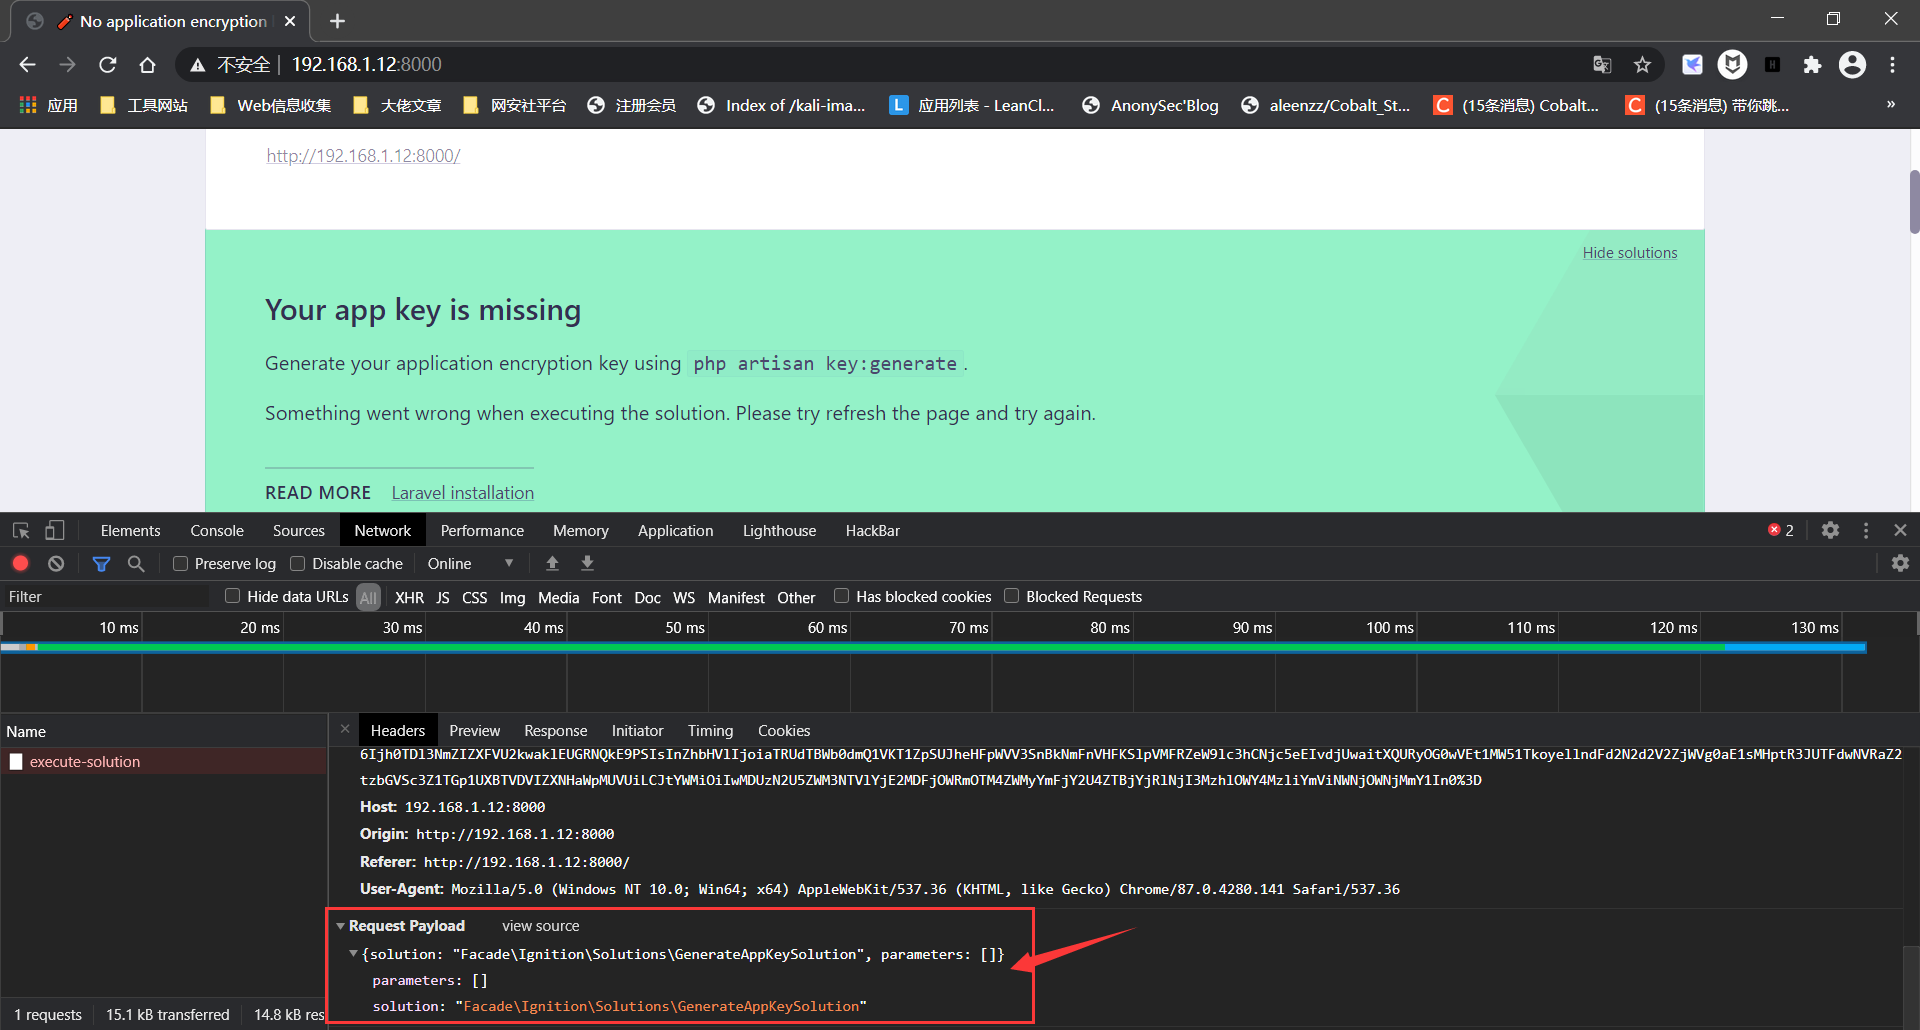 No application encryption
不安全 | 192.168.1.12:8000
应用 工具网站 Web信息收集 大佬文章 网安社平台 注册会员 Index of /kali-ima... L 应用列表 - LeanCl... AnonySec'Blog aleenzz/Cobalt_St... C (15条消息) Cobalt... C (15条消息) 带你跳... »
http://192.168.1.12:8000/
Hide solutions
Your app key is missing
Generate your application encryption key using php artisan key:generate.
Something went wrong when executing the solution. Please try refresh the page and try again.
READ MORE Laravel installation
Elements Console Sources Network Performance Memory Application Lighthouse HackBar 2
Preserve log Disable cache Online
Filter Hide data URLs All XHR JS CSS Img Media Font Doc WS Manifest Other Has blocked cookies Blocked Requests
10 ms 20 ms 30 ms 40 ms 50 ms 60 ms 70 ms 80 ms 90 ms 100 ms 110 ms 120 ms 130 ms
Name Headers Preview Response Initiator Timing Cookies
execute-solution
Host: 192.168.1.12:8000
Origin: http://192.168.1.12:8000
Referer: http://192.168.1.12:8000/
User-Agent: Mozilla/5.0 (Windows NT 10.0; Win64; x64) AppleWebKit/537.36 (KHTML, like Gecko) Chrome/87.0.4280.141 Safari/537.36
Request Payload view source
{solution: "Facade\Ignition\Solutions\GenerateAppKeySolution", parameters: []}
parameters: []
solution: "Facade\Ignition\Solutions\GenerateAppKeySolution"
1 requests 15.1 kB transferred 14.8 kB res